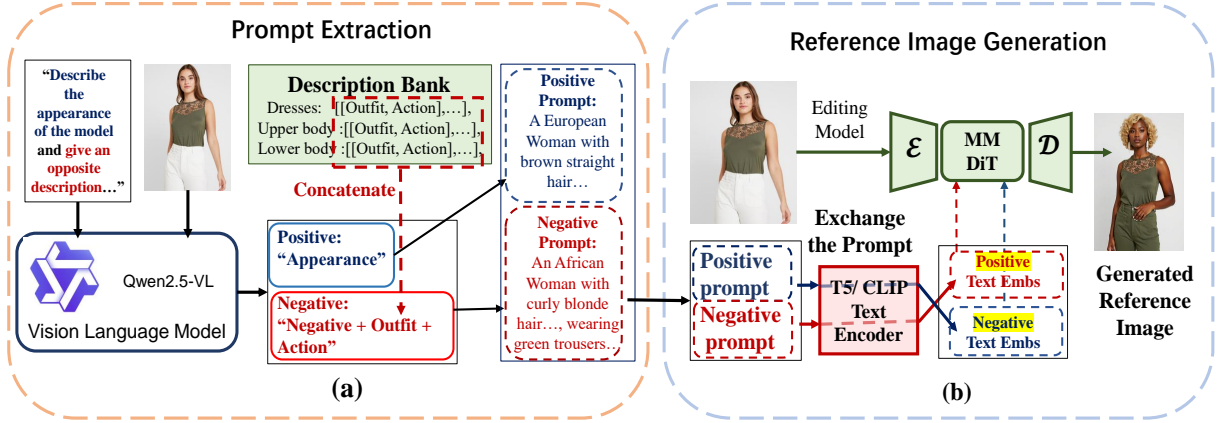 Prompt Extraction
“Describe
the
appearance
of the model
and give an
opposite
description…”
Description Bank
Dresses: [[Outfit, Action],…],
Upper body :[[Outfit, Action],…],
Lower body :[[Outfit, Action],…],
Concatenate
Qwen2.5-VL
Vision Language Model
Positive:
“Appearance”
Negative:
“Negative + Outfit +
Action”
Positive
Prompt:
A European
Woman with
brown straight
hair…
Negative
Prompt:
An African
Woman with
curly blonde
hair…, wearing
green trousers…
(a)
Reference Image Generation
Editing
Model
ℰ
MM
DiT
𝒟
Exchange
the Prompt
Positive
prompt
Negative
prompt
T5/ CLIP
Text
Encoder
Positive
Text Embs
Negative
Text Embs
Generated
Reference
Image
(b)